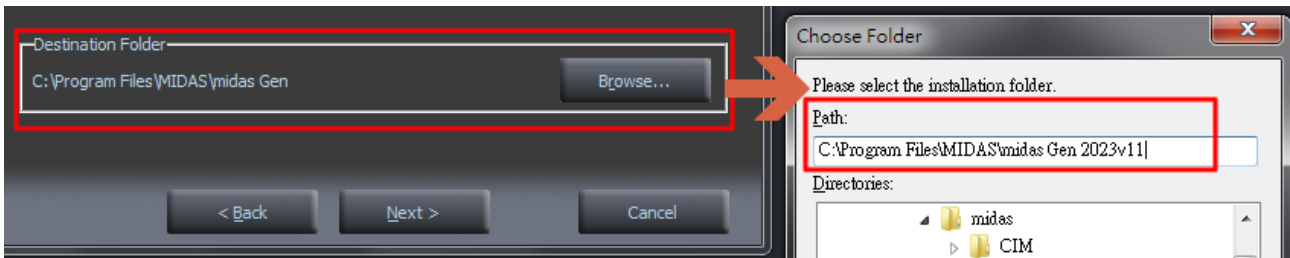 Destination Folder
C:\Program Files\MIDAS\midas Gen
Browse...
< Back
Next >
Cancel
Choose Folder
Please select the installation folder.
Path:
C:\Program Files\MIDAS\midas Gen 2023v11
Directories:
midas
CIM